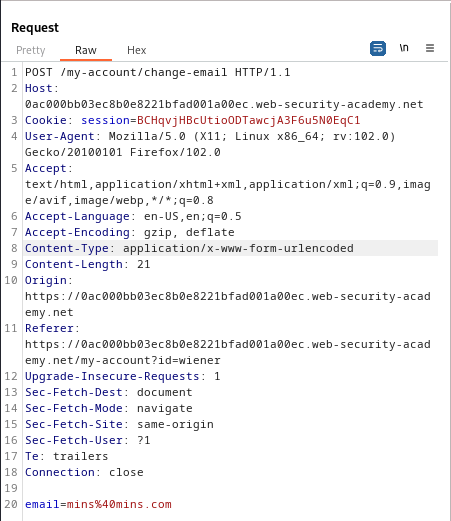 Request
Pretty Raw Hex \n
1 POST /my-account/change-email HTTP/1.1
2 Host:
0ac000bb03ec8b0e8221bfad001a00ec.web-security-academy.net
3 Cookie: session=BCHqvjHBcUtioODTawcjA3F6u5N0EqC1
4 User-Agent: Mozilla/5.0 (X11; Linux x86_64; rv:102.0)
Gecko/20100101 Firefox/102.0
5 Accept:
text/html,application/xhtml+xml,application/xml;q=0.9,imag
e/avif,image/webp,*/*;q=0.8
6 Accept-Language: en-US,en;q=0.5
7 Accept-Encoding: gzip, deflate
8 Content-Type: application/x-www-form-urlencoded
9 Content-Length: 21
10 Origin:
https://0ac000bb03ec8b0e8221bfad001a00ec.web-security-acad
emy.net
11 Referer:
https://0ac000bb03ec8b0e8221bfad001a00ec.web-security-acad
emy.net/my-account?id=wiener
12 Upgrade-Insecure-Requests: 1
13 Sec-Fetch-Dest: document
14 Sec-Fetch-Mode: navigate
15 Sec-Fetch-Site: same-origin
16 Sec-Fetch-User: ?1
17 Te: trailers
18 Connection: close
19
20 email=mins%40mins.com